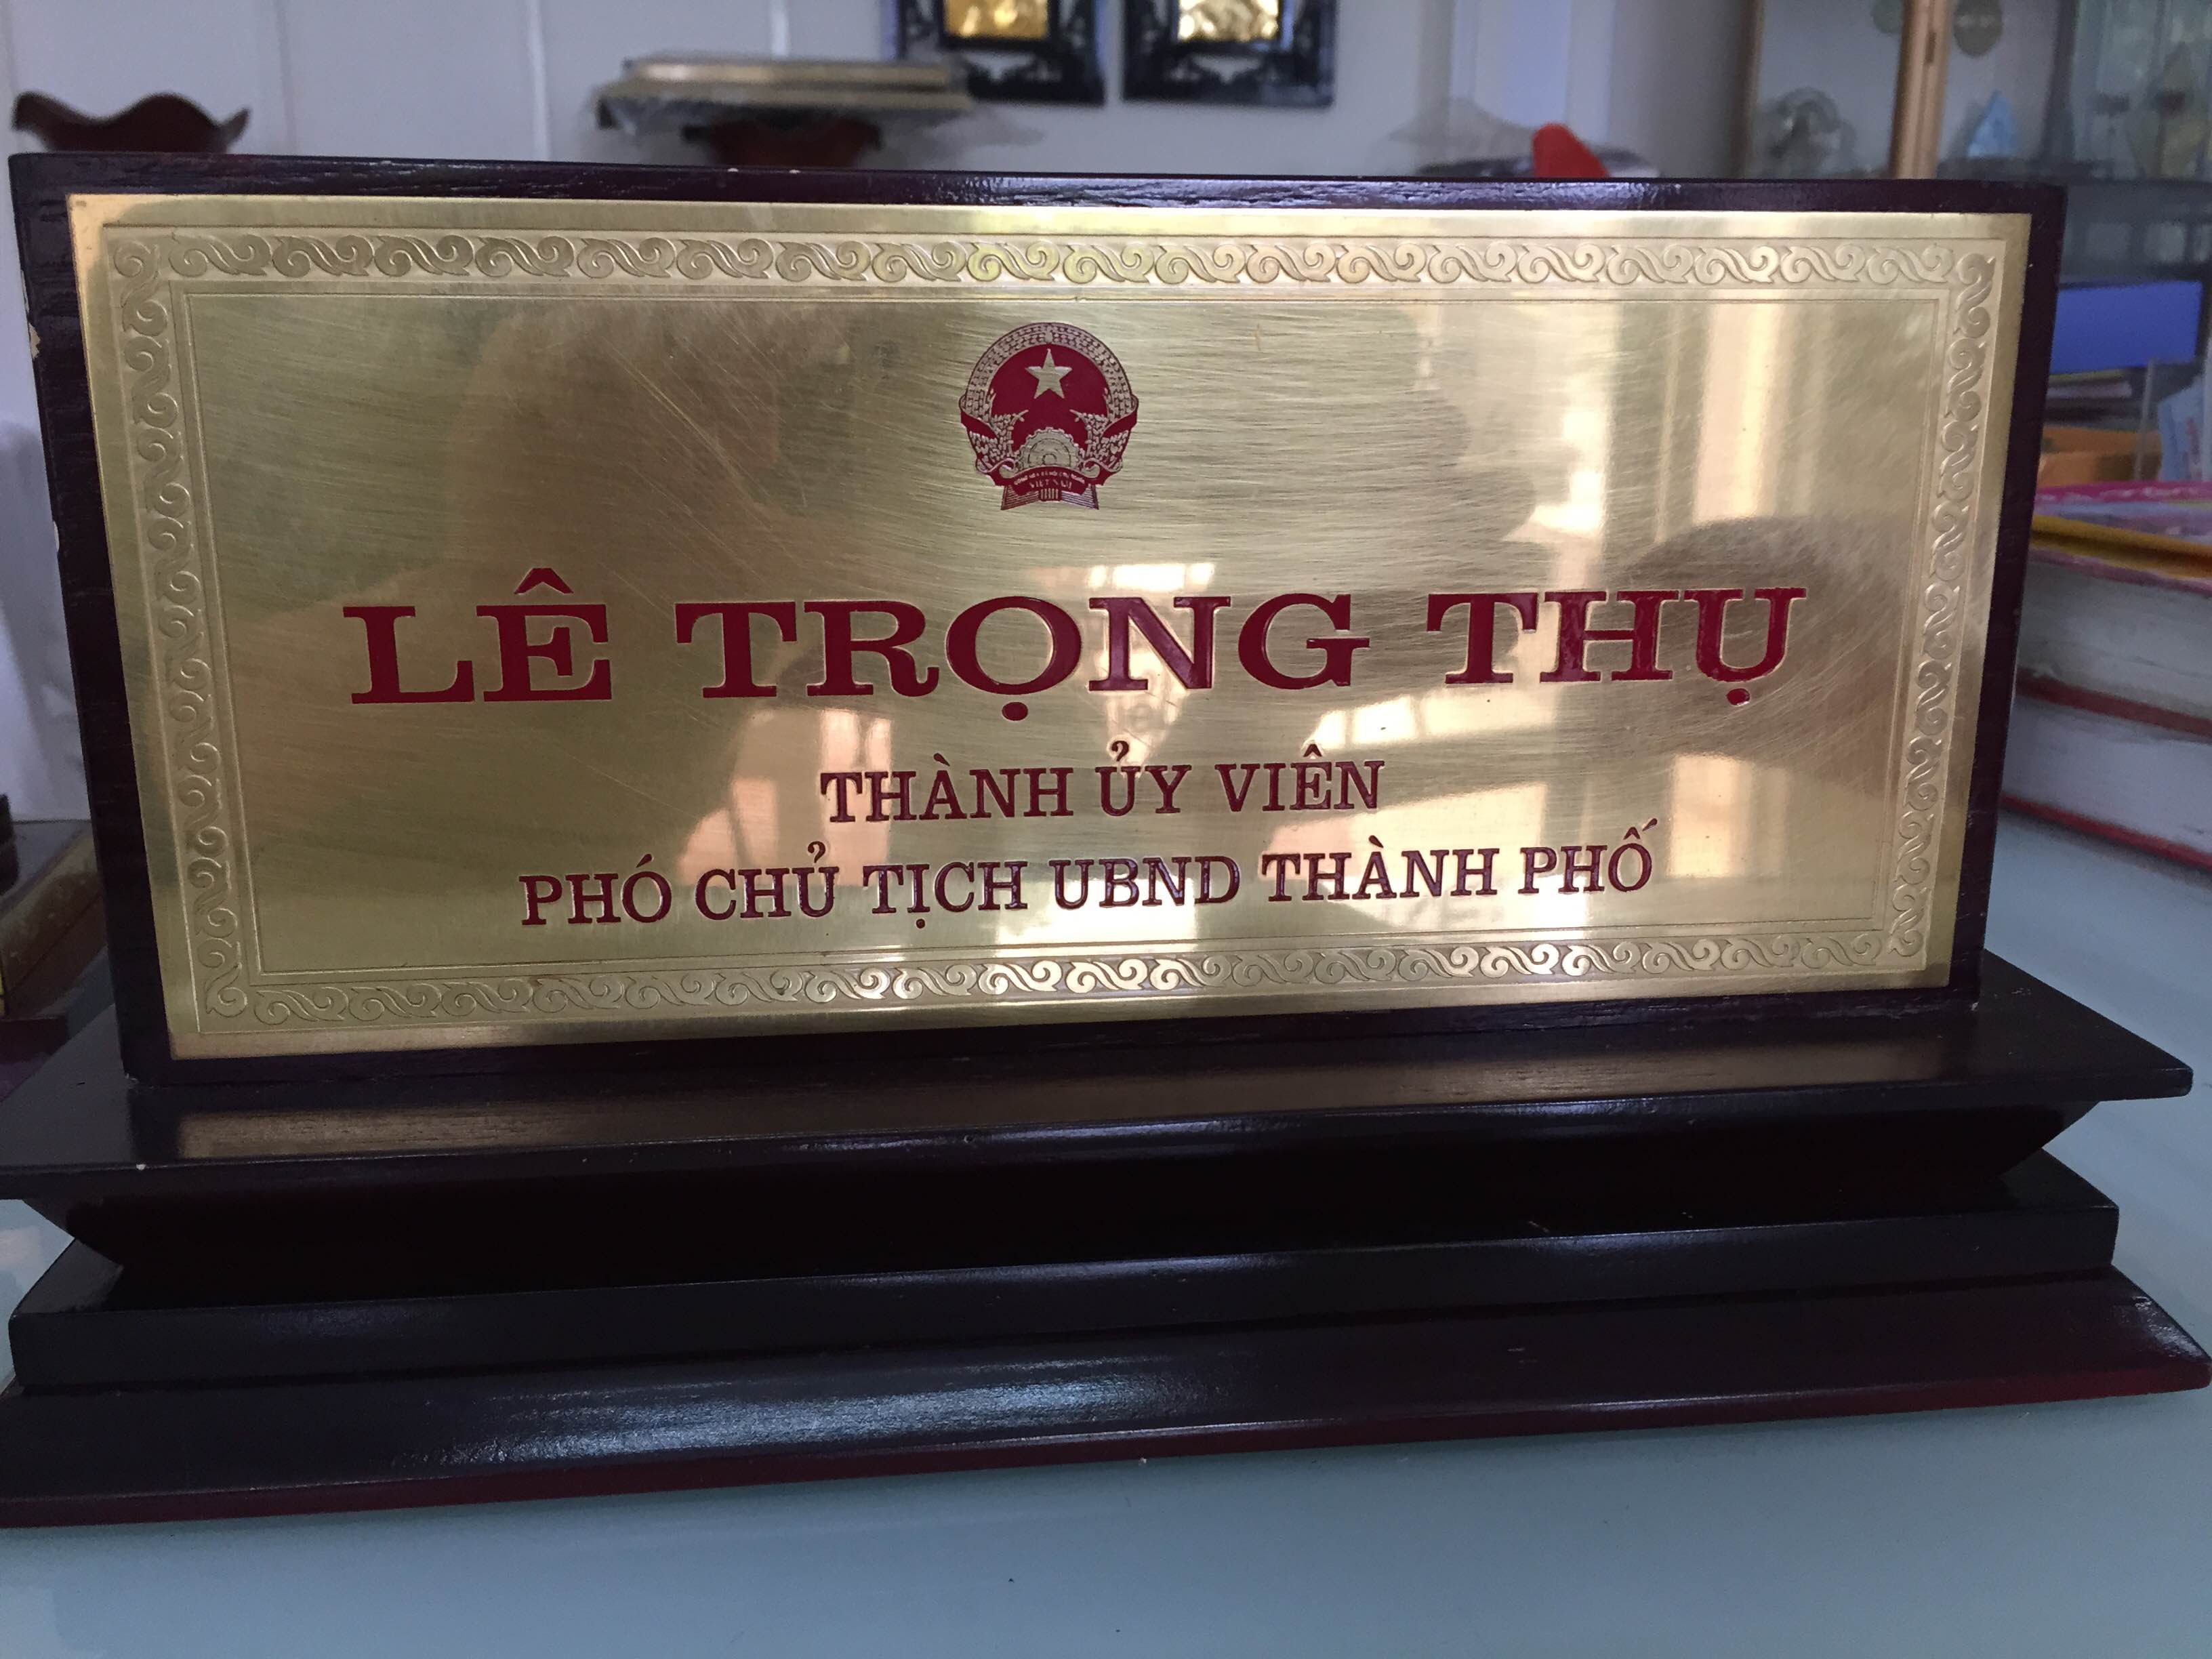 LÊ TRỌNG THỤ
THÀNH ỦY VIÊN
PHÓ CHỦ TỊCH UBND THÀNH PHỐ